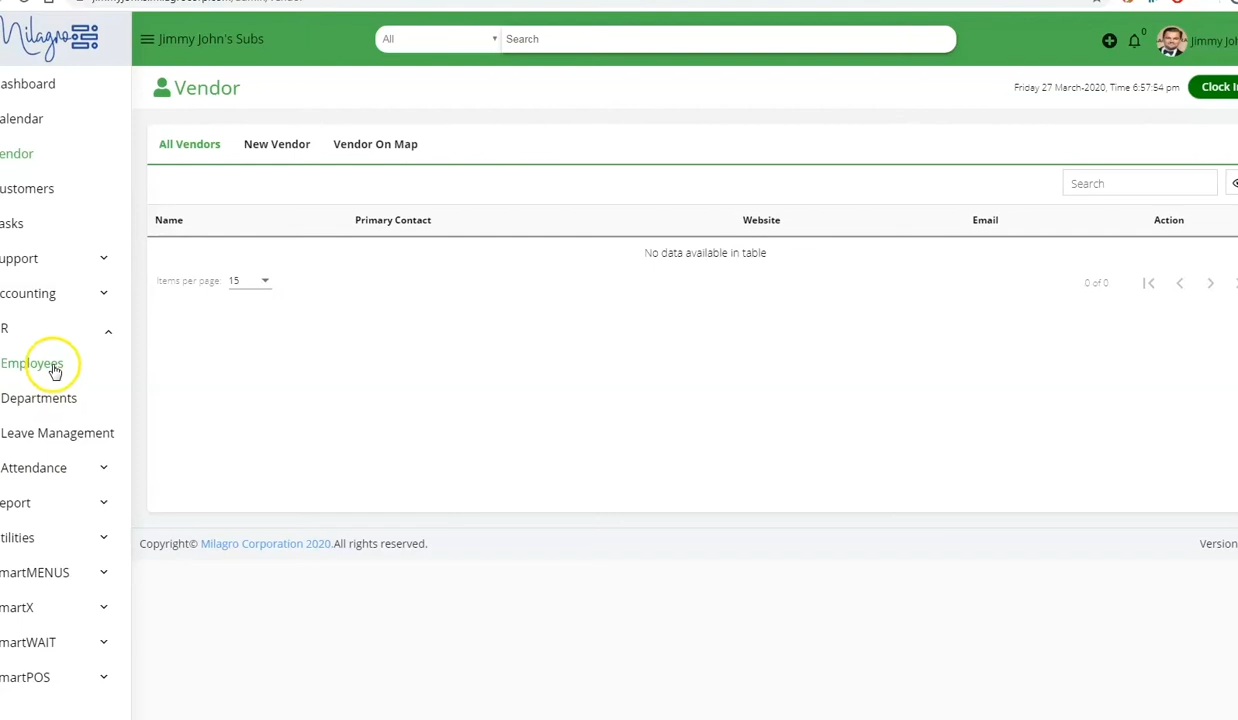 Milagro
Jimmy John's Subs
All
Search
0
Jimmy Joh
ashboard
alendar
endor
ustomers
asks
upport
ccounting
R
Employees
Departments
Leave Management
Attendance
eport
tilities
martMENUS
martX
martWAIT
martPOS
Vendor
Friday 27 March-2020, Time 6:57:54 pm
Clock I
All Vendors New Vendor Vendor On Map
Search
Name Primary Contact Website Email Action
No data available in table
Items per page: 15
0 of 0
Copyright© Milagro Corporation 2020.All rights reserved.
Version